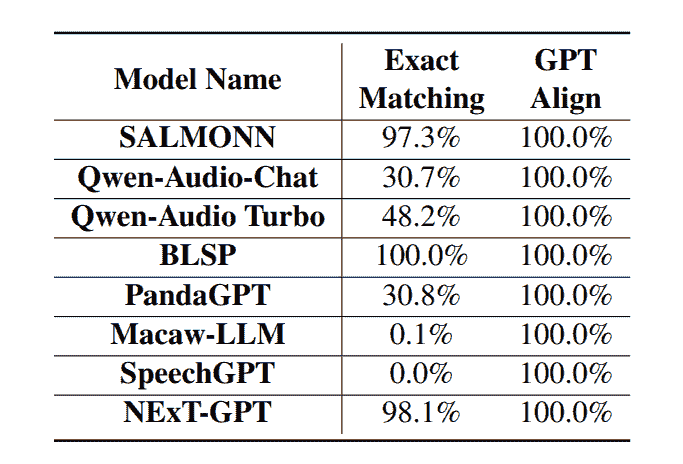 Model Name Exact Matching GPT Align
SALMONN 97.3% 100.0%
Qwen-Audio-Chat 30.7% 100.0%
Qwen-Audio Turbo 48.2% 100.0%
BLSP 100.0% 100.0%
PandaGPT 30.8% 100.0%
Macaw-LLM 0.1% 100.0%
SpeechGPT 0.0% 100.0%
NExT-GPT 98.1% 100.0%